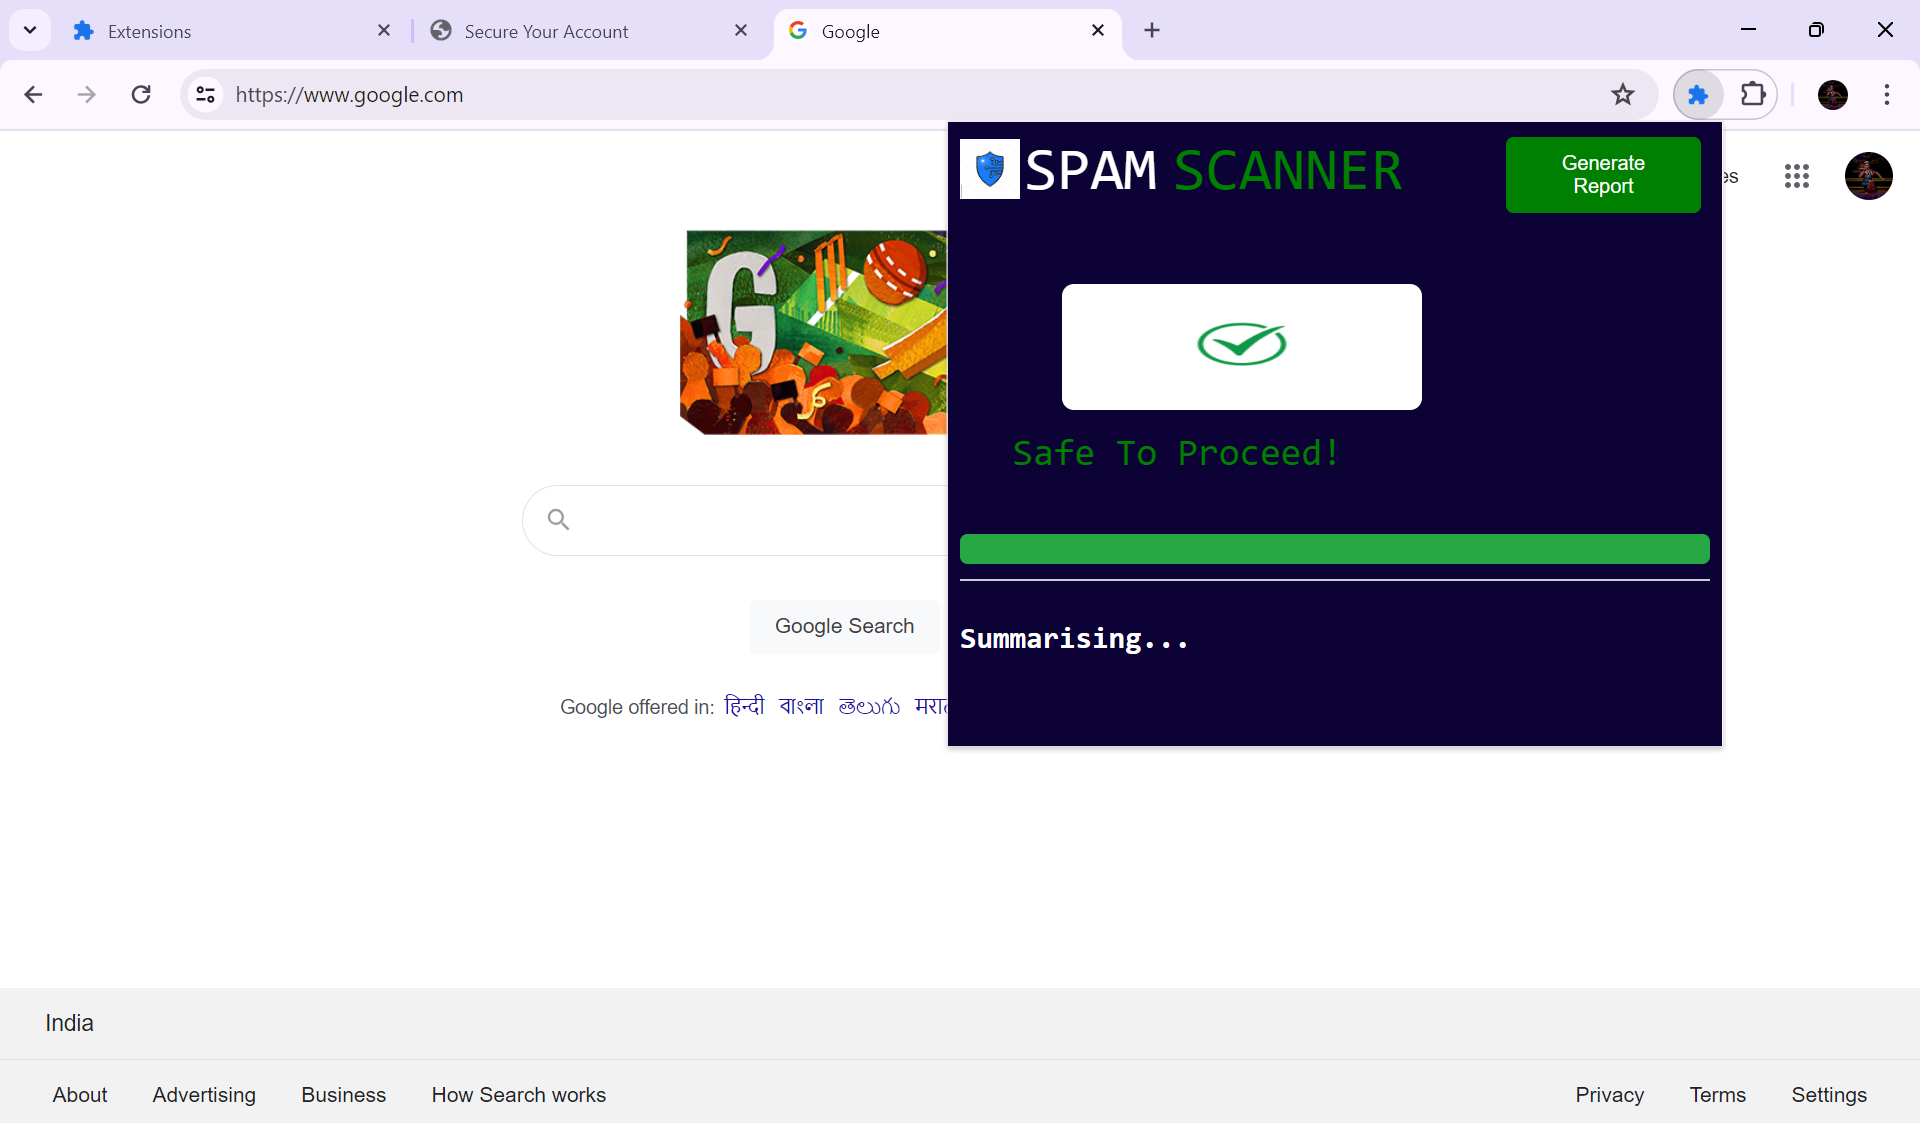 Extensions
Secure Your Account
Google
https://www.google.com
SPAM SCANNER
Generate
Report
es
Safe To Proceed!
Google Search
Summarising...
Google offered in: हिन्दी বাংলা తెలుగు मरा
India
About Advertising Business How Search works
Privacy Terms Settings